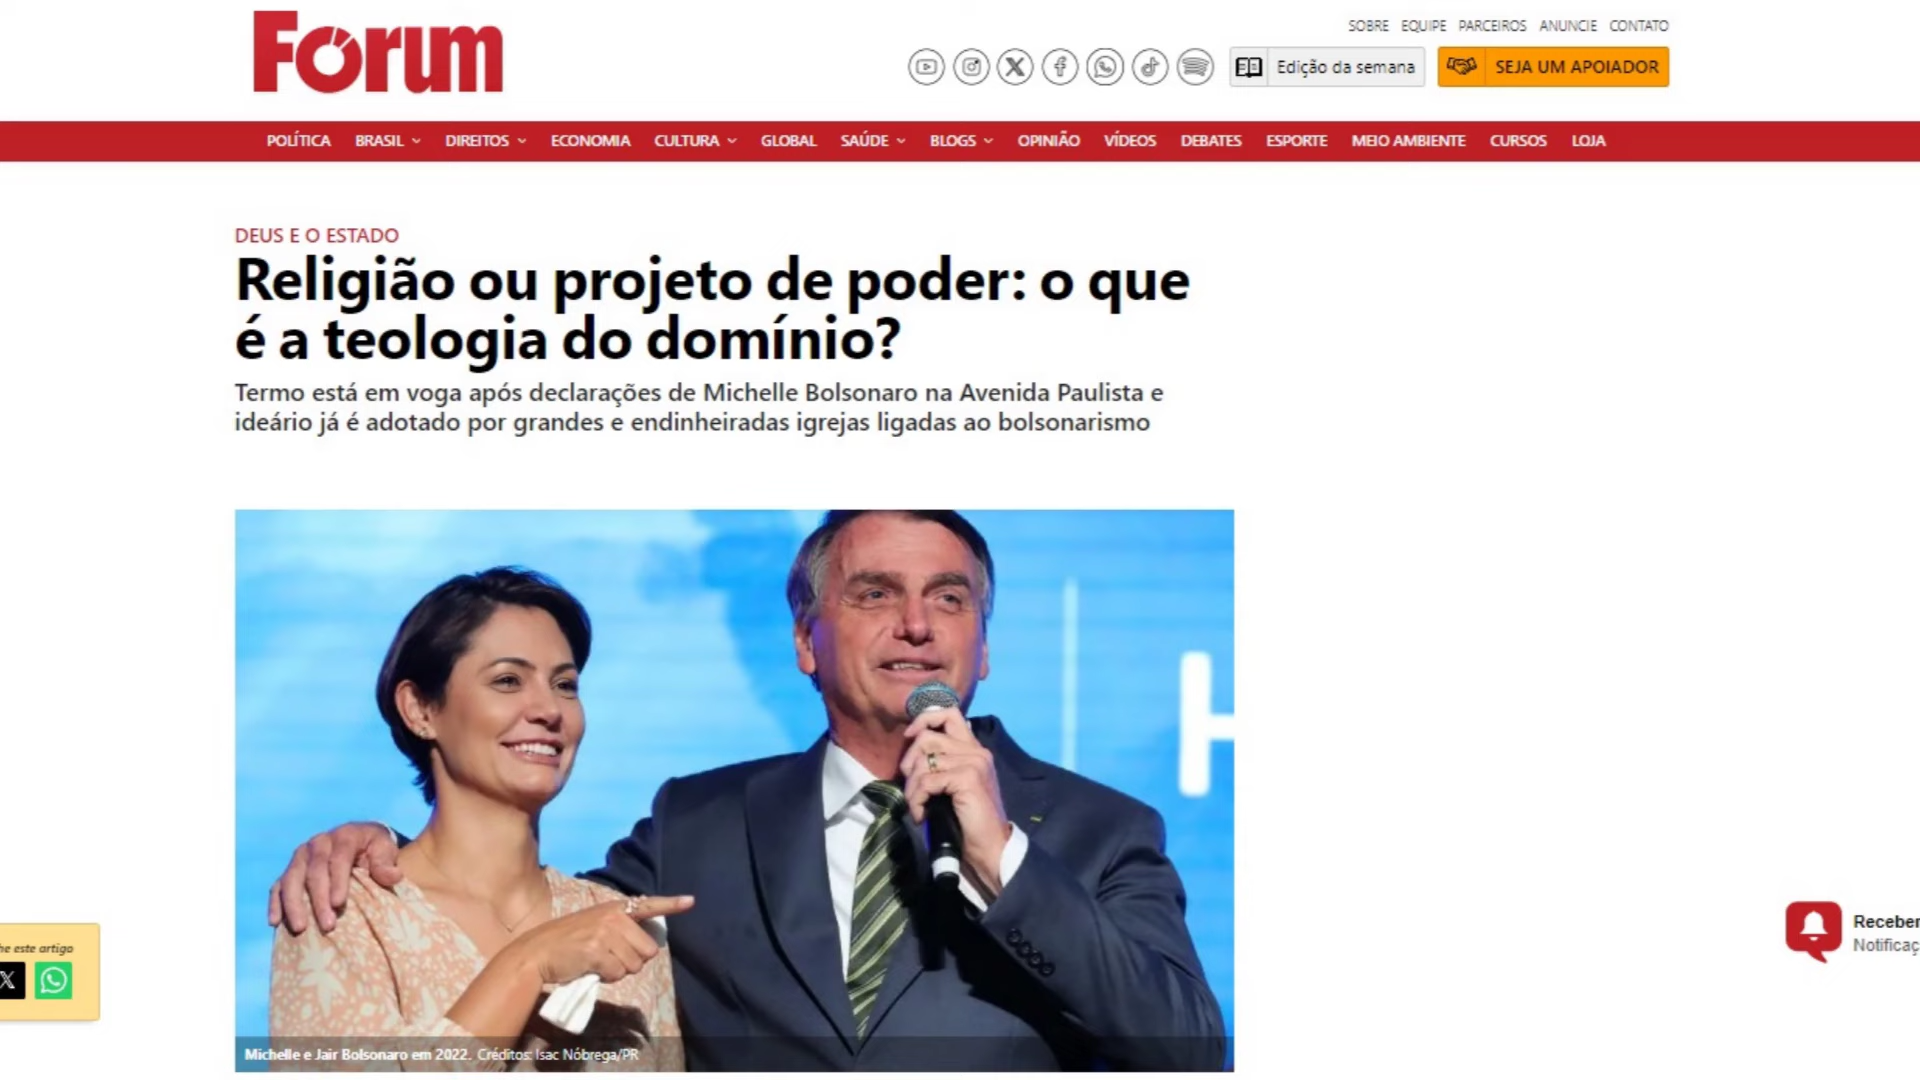 Forum
SOBRE EQUIPE PARCEIROS ANUNCIE CONTATO
Edição da semana
SEJA UM APOIADOR
POLÍTICA BRASIL DIREITOS ECONOMIA CULTURA GLOBAL SAÚDE BLOGS OPINIÃO VÍDEOS DEBATES ESPORTE MEIO AMBIENTE CURSOS LOJA
DEUS E O ESTADO
Religião ou projeto de poder: o que
é a teologia do domínio?
Termo está em voga após declarações de Michelle Bolsonaro na Avenida Paulista e
ideário já é adotado por grandes e endinheiradas igrejas ligadas ao bolsonarismo
H
Michelle e Jair Bolsonaro em 2022. Créditos: Isac Nóbrega/PR
he este artigo
Receber
Notificaç